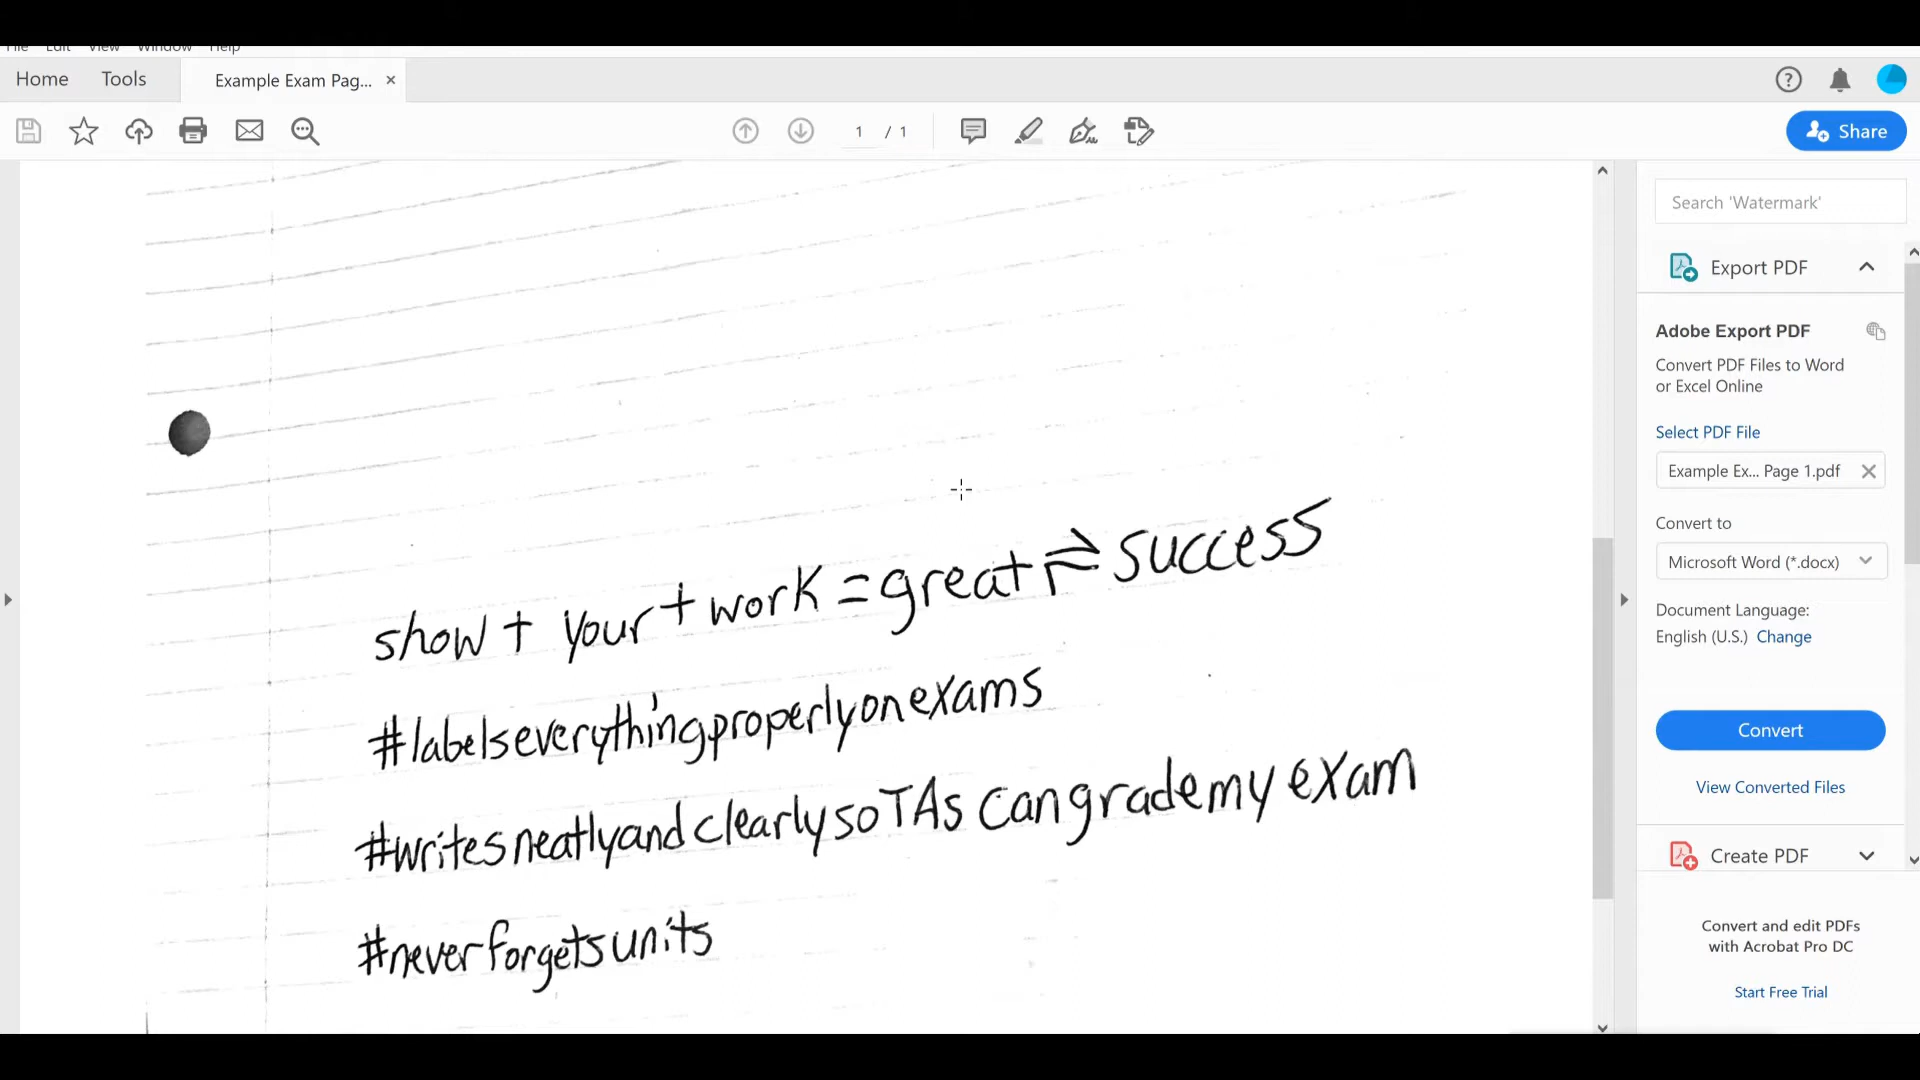 File Edit View Window Help
Home Tools Example Exam Pag... ×
1 / 1 Share
Search 'Watermark'
Export PDF
Adobe Export PDF
Convert PDF Files to Word
or Excel Online
Select PDF File
Example Ex... Page 1.pdf
Convert to
Microsoft Word (*.docx)
Document Language:
English (U.S.) Change
Convert
View Converted Files
Create PDF
Convert and edit PDFs
with Acrobat Pro DC
Start Free Trial
show + your + work = great ⇌ success
#labelseverythingproperlyonexams
#writesneatlyandclearlysoTAscangrademyexam
#neverforgetsunits